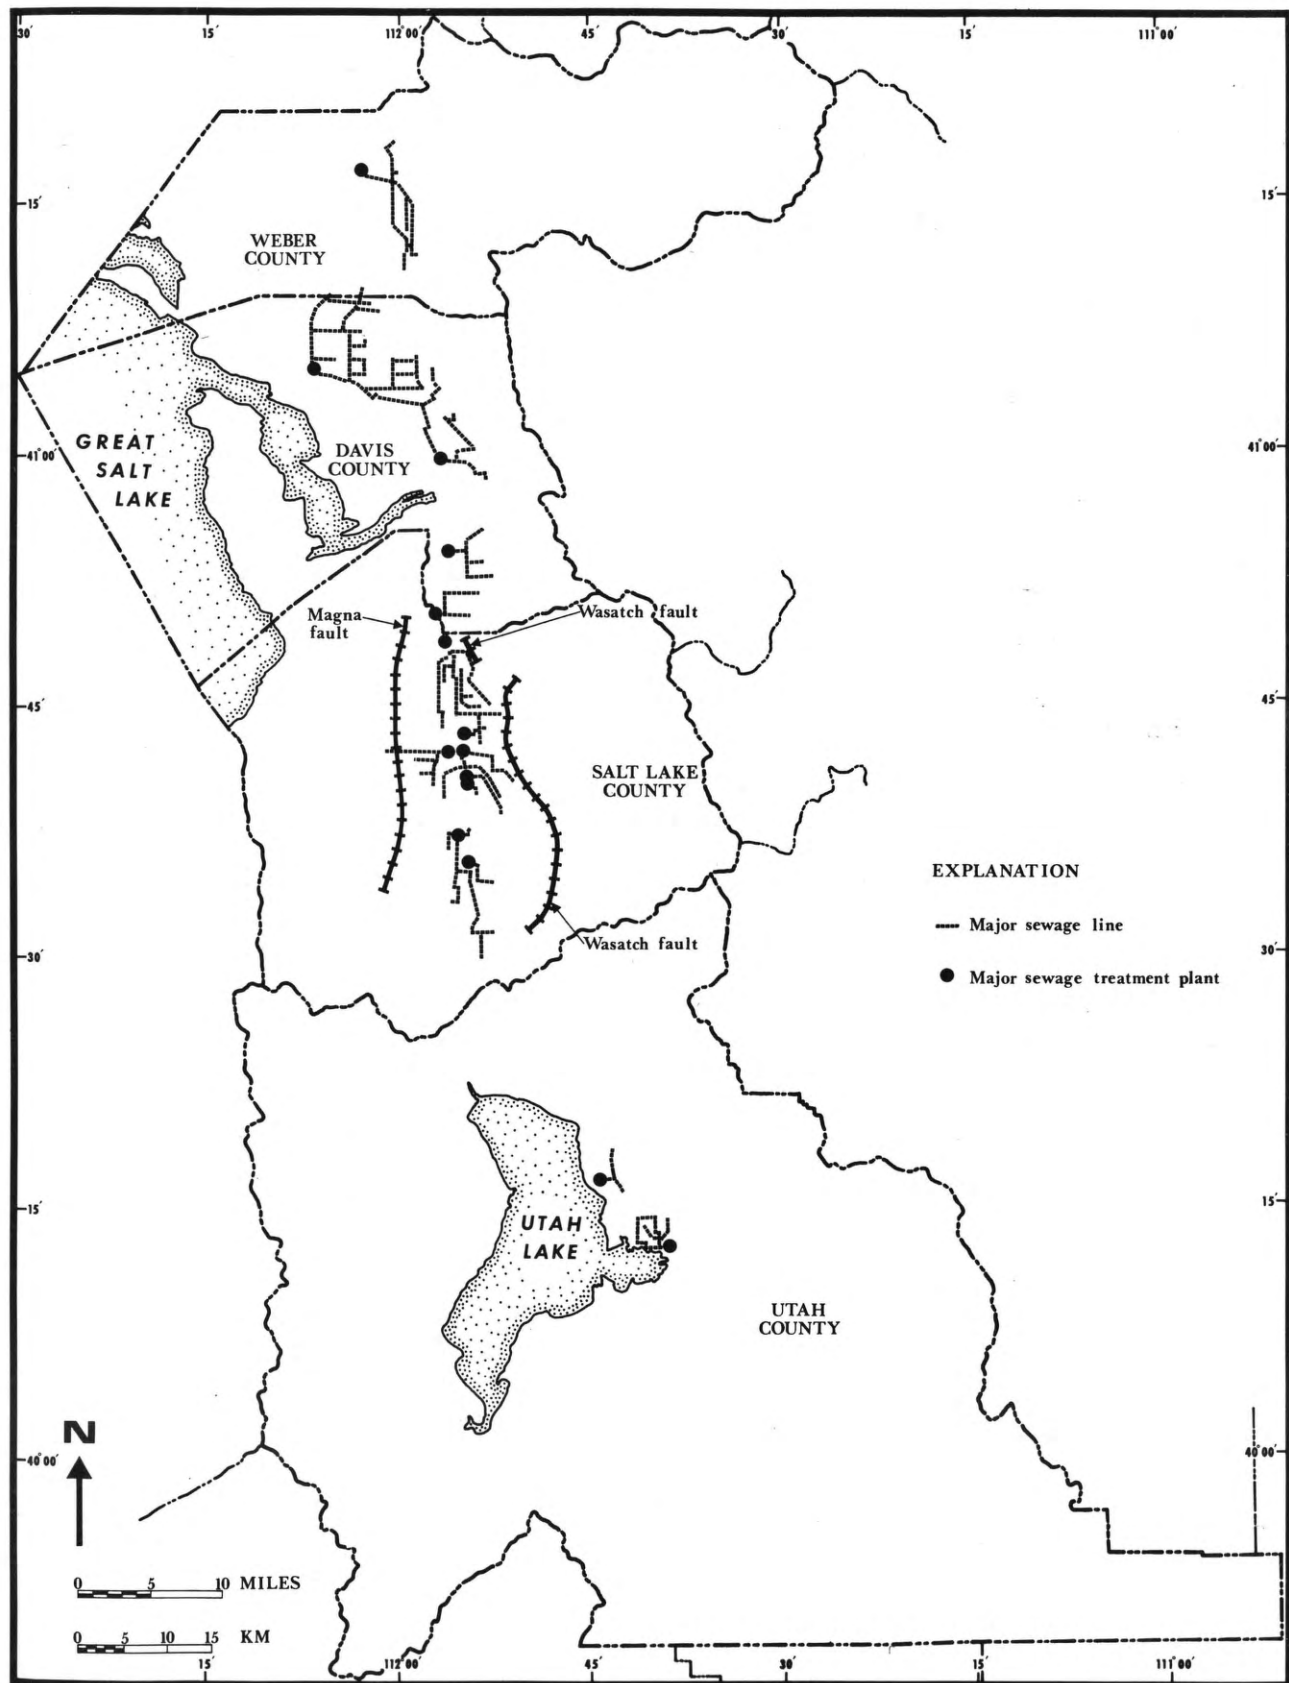 30'
15'
112°00'
45'
30'
15'
111°00'
15'
15'
WEBER
COUNTY
41°00'
GREAT
SALT
LAKE
DAVIS
COUNTY
41°00'
Magna
fault
Wasatch fault
45'
45'
SALT LAKE
COUNTY
EXPLANATION
Major sewage line
Wasatch fault
30'
30'
Major sewage treatment plant
15'
15'
UTAH
LAKE
UTAH
COUNTY
N
40°00'
40°00'
0 5 10 MILES
0 5 10 15 KM
15'
112°00'
45'
30'
15'
111°00'